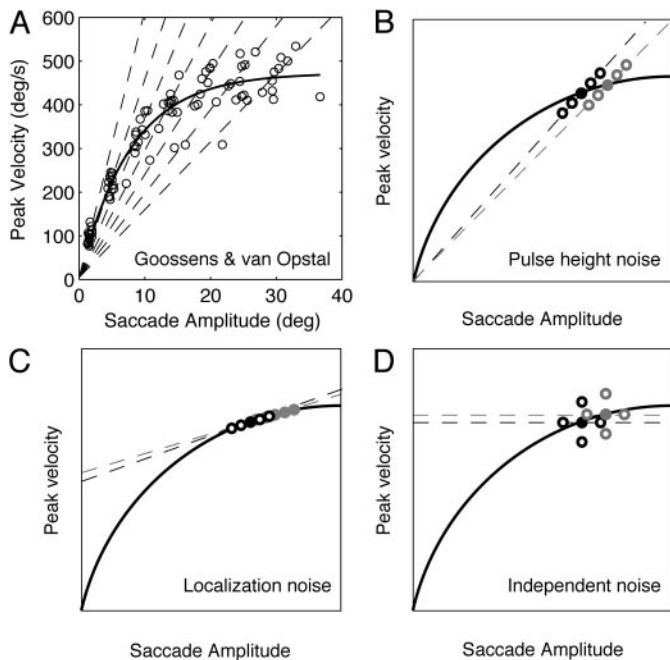 A
Peak Velocity (deg/s)
600
500
400
300
200
100
0
0 10 20 30 40
Goossens & van Opstal
Saccade Amplitude (deg)
B
Peak velocity
Pulse height noise
Saccade Amplitude
C
Peak velocity
Localization noise
Saccade Amplitude
D
Peak velocity
Independent noise
Saccade Amplitude